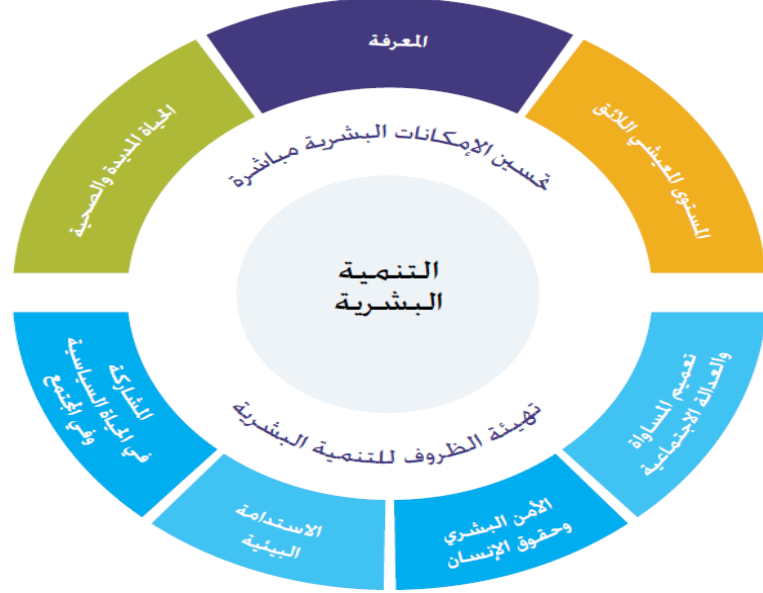 المعرفة
المستوى المعيشي اللائق
الحياة المديدة والصحية
تحسين الإمكانات البشرية مباشرة
التنمية
البشرية
تهيئة الظروف للتنمية البشرية
تعميم المساواة
والعدالة الاجتماعية
المشاركة
في الحياة السياسية
وفي المجتمع
الأمن البشري
وحقوق الإنسان
الاستدامة
البيئية